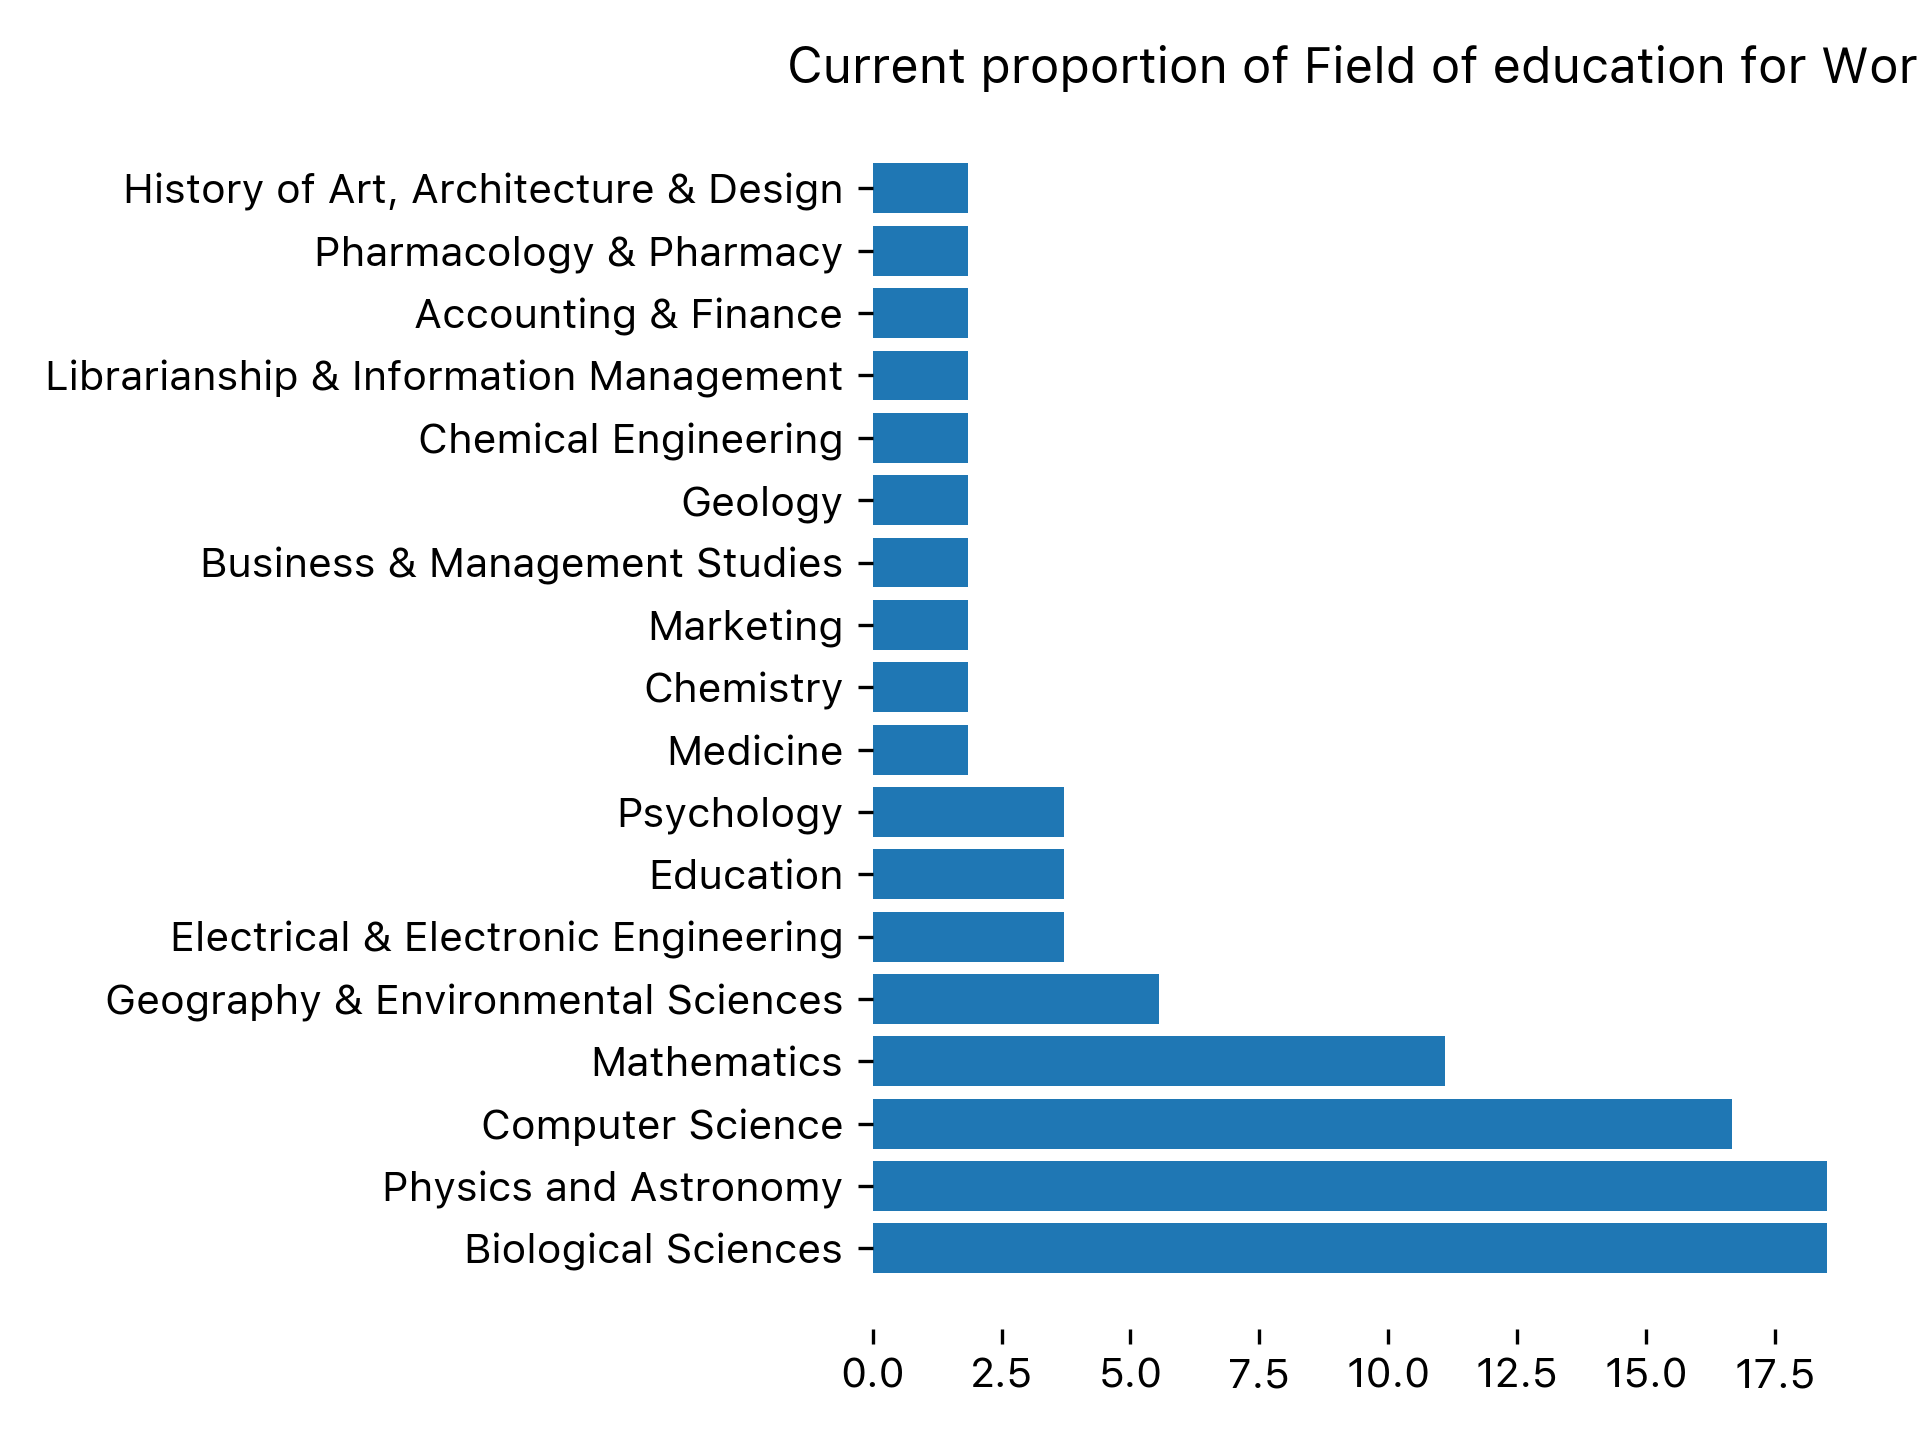 Current proportion of Field of education for Wor
History of Art, Architecture & Design
Pharmacology & Pharmacy
Accounting & Finance
Librarianship & Information Management
Chemical Engineering
Geology
Business & Management Studies
Marketing
Chemistry
Medicine
Psychology
Education
Electrical & Electronic Engineering
Geography & Environmental Sciences
Mathematics
Computer Science
Physics and Astronomy
Biological Sciences
0.0 2.5 5.0 7.5 10.0 12.5 15.0 17.5